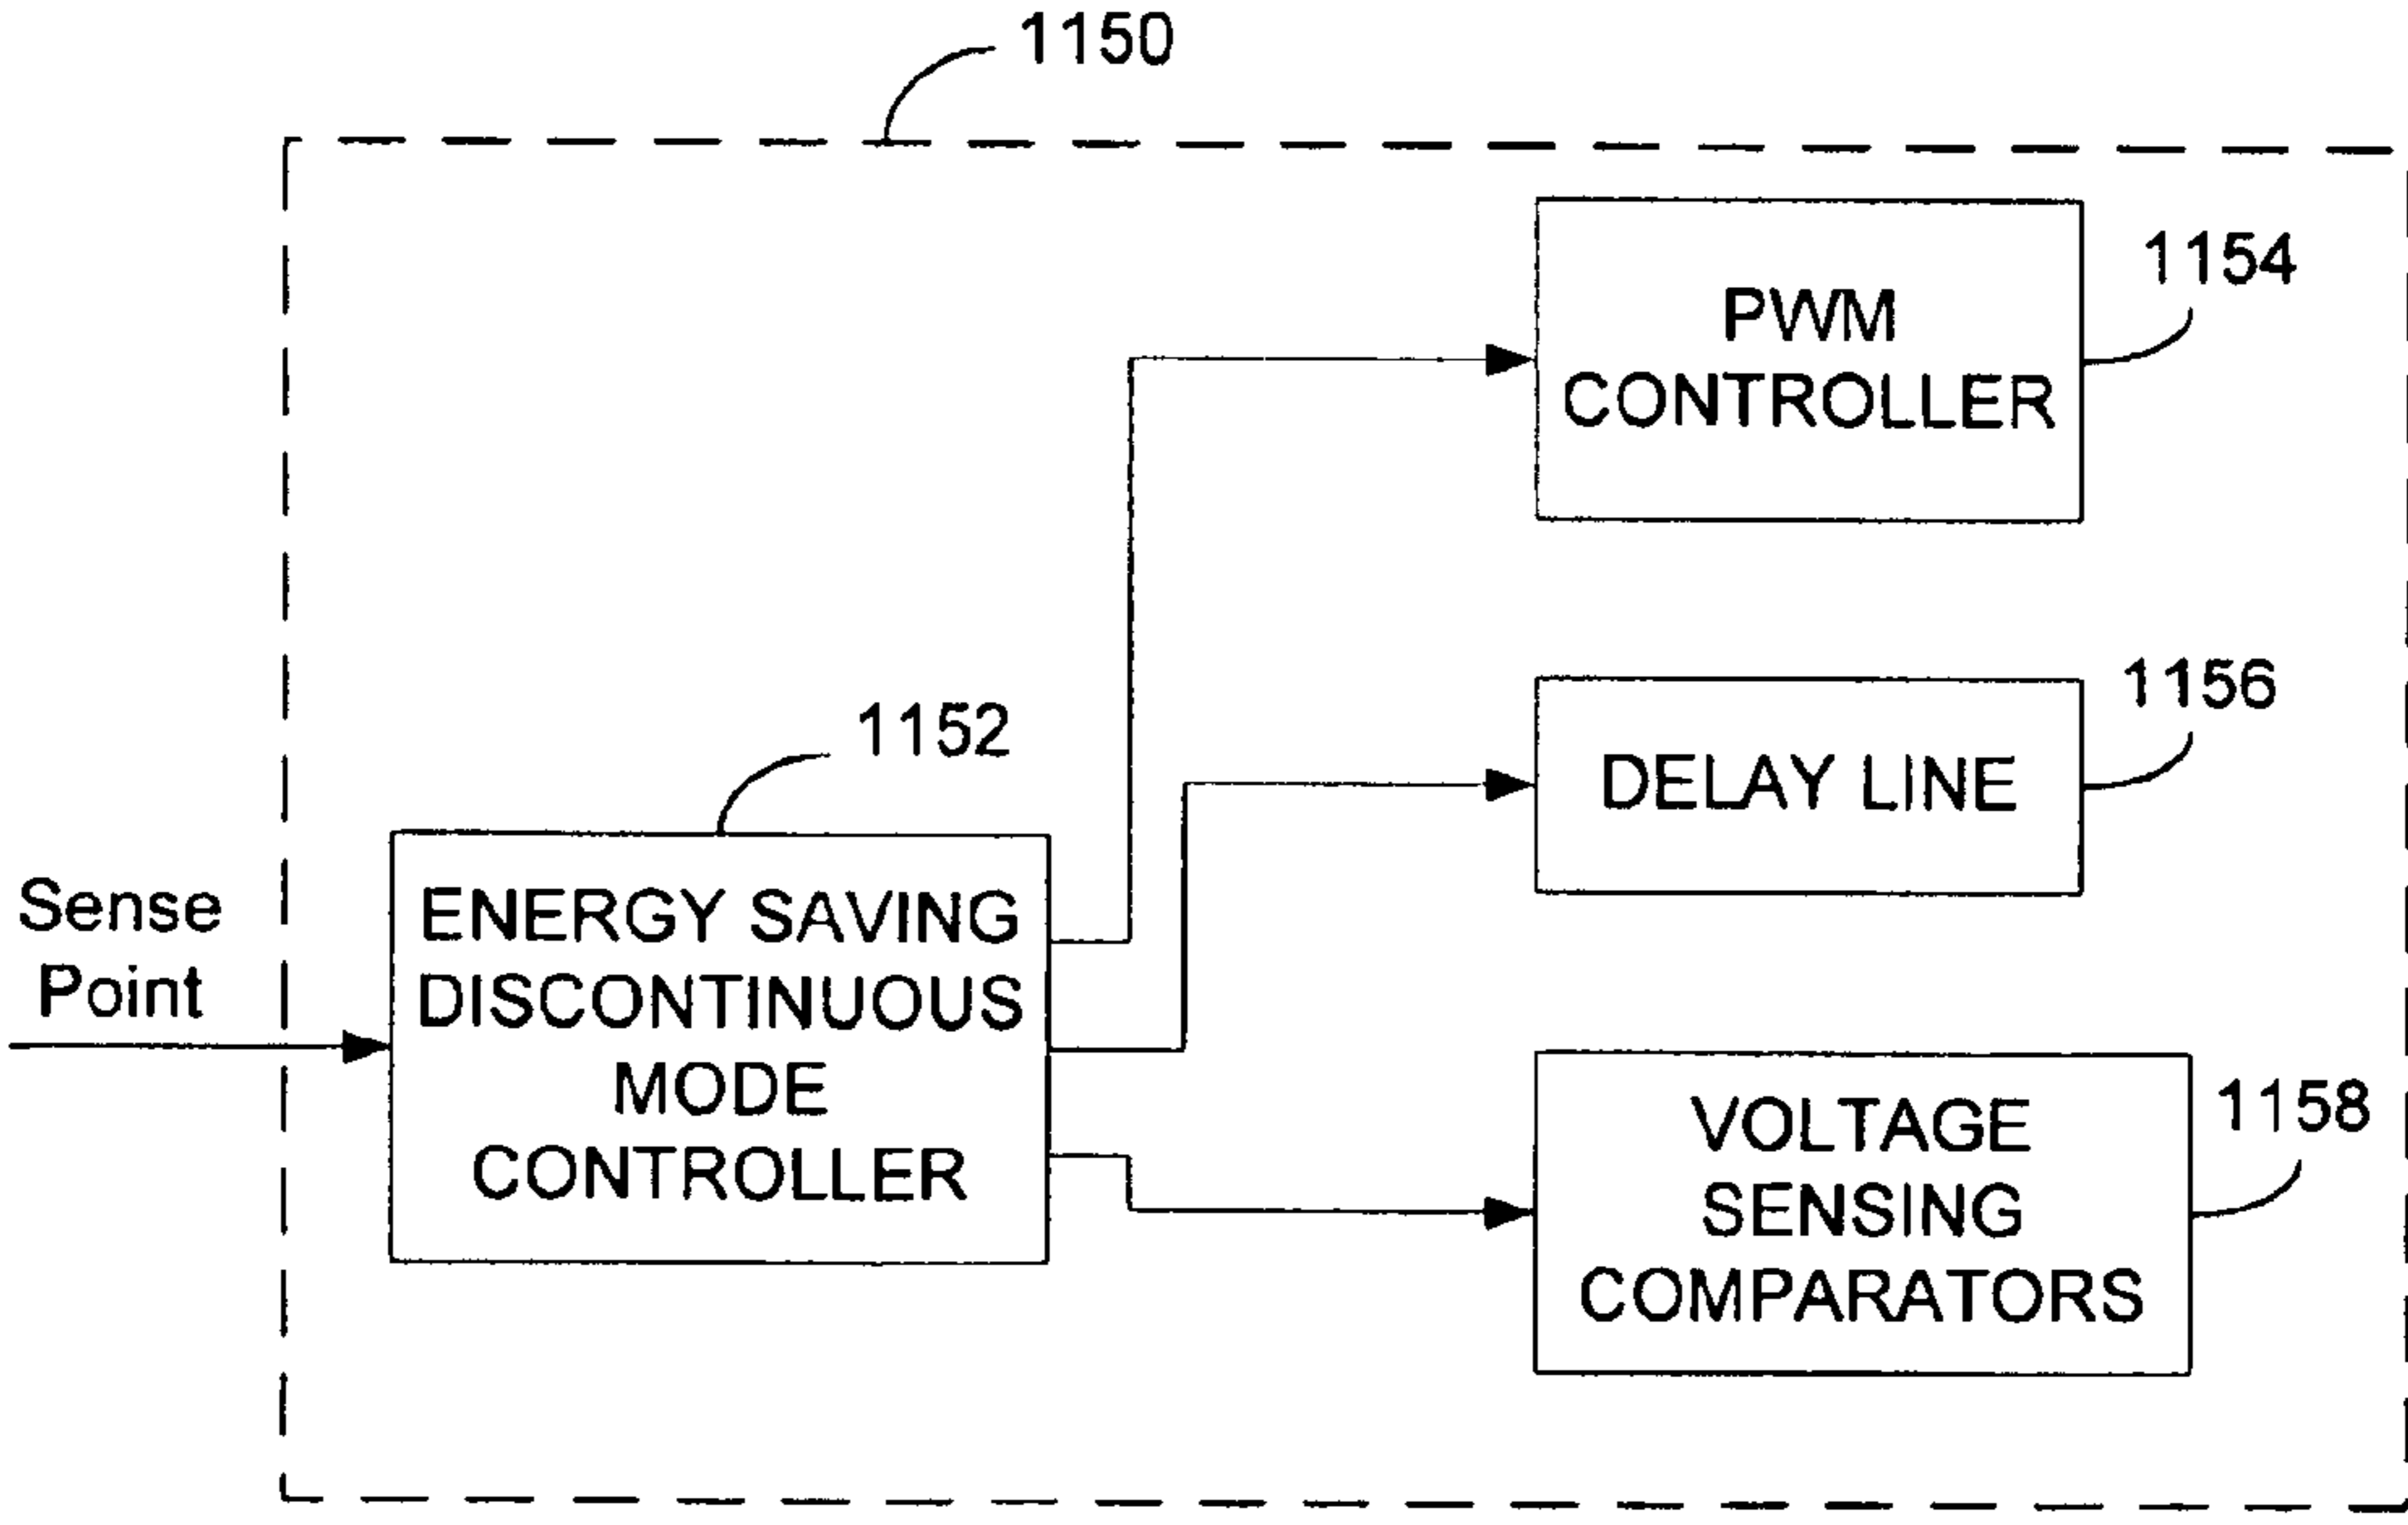 1150
PWM
CONTROLLER
1154
DELAY LINE
1156
1152
ENERGY SAVING
DISCONTINUOUS
MODE
CONTROLLER
Sense
Point
VOLTAGE
SENSING
COMPARATORS
1158